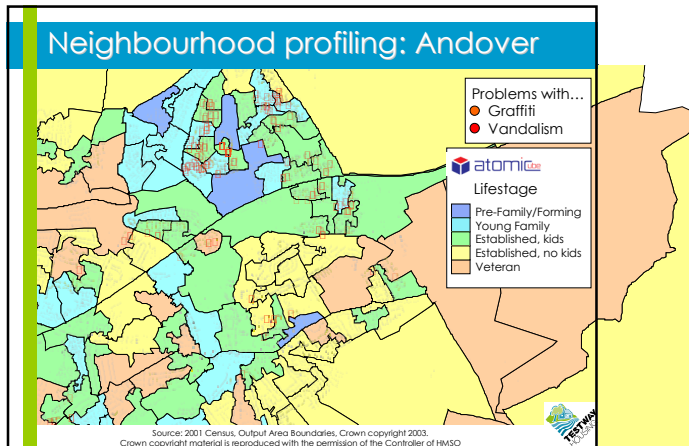 Neighbourhood profiling: Andover
Problems with...
Graffiti
Vandalism
atomic
Lifestage
Pre-Family/Forming
Young Family
Established, kids
Established, no kids
Veteran
TESTWAY
HOUSING
Source: 2001 Census, Output Area Boundaries, Crown copyright 2003.
Crown copyright material is reproduced with the permission of the Controller of HMSO